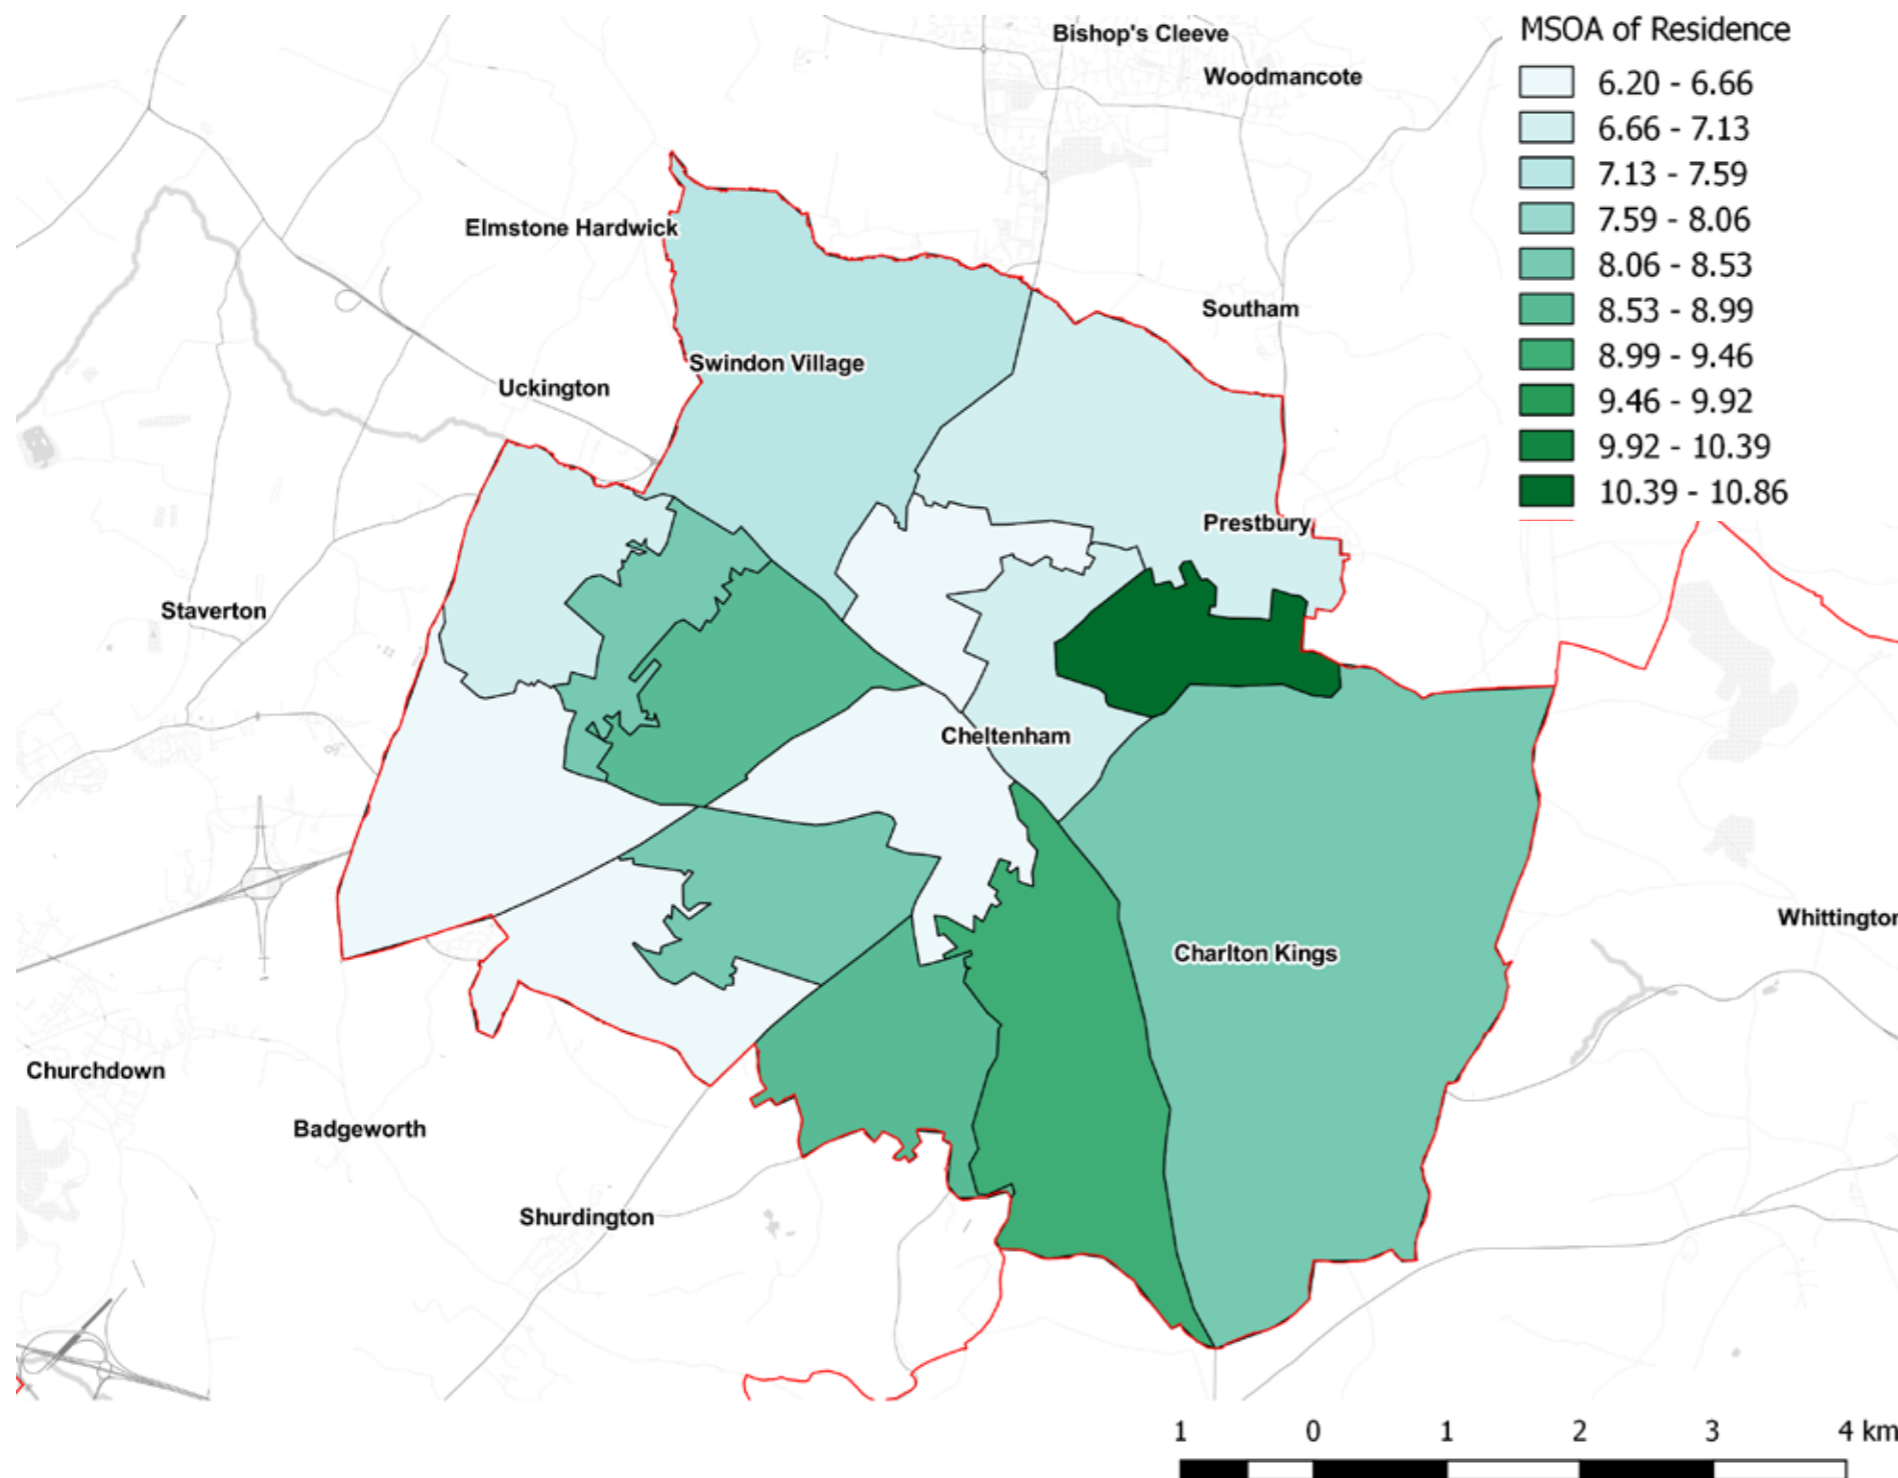 MSOA of Residence
6.20 - 6.66
6.66 - 7.13
7.13 - 7.59
7.59 - 8.06
8.06 - 8.53
8.53 - 8.99
8.99 - 9.46
9.46 - 9.92
9.92 - 10.39
10.39 - 10.86
Bishop's Cleeve
Woodmancote
Elmstone Hardwick
Southam
Swindon Village
Uckington
Prestbury
Staverton
Cheltenham
Whittington
Charlton Kings
Churchdown
Badgeworth
Shurdington
1 0 1 2 3 4 km